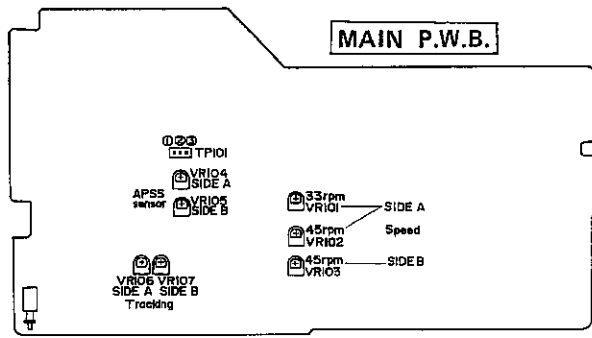 MAIN P.W.B.
①②③
TP101
VR104
SIDE A
APSS
sensor
VR105
SIDE B
33rpm
VR101
SIDE A
45rpm
VR102
Speed
45rpm
VR103
SIDE B
VR106 VR107
SIDE A SIDE B
Tracking